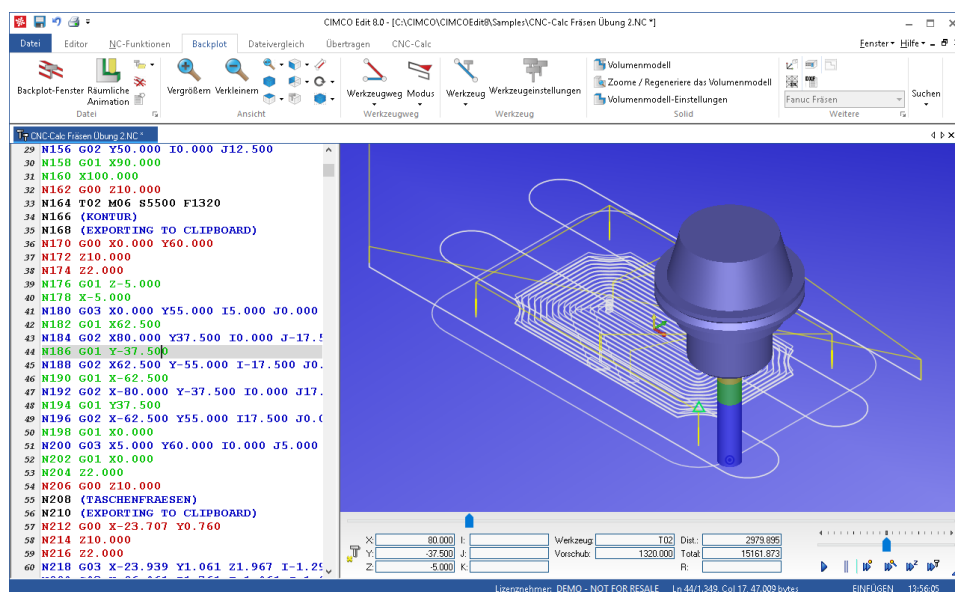 CIMCO Edit 8.0 - [C:\CIMCO\CIMCOEdit8\Samples\CNC-Calc Fräsen Übung 2.NC *]
Datei Editor NC-Funktionen Backplot Dateivergleich Übertragen CNC-Calc Fenster Hilfe
Backplot-Fenster Räumliche Animation
Vergrößern Verkleinern
Werkzeugweg Modus
Werkzeug Werkzeugeinstellungen
Volumenmodell
Zoome / Regeneriere das Volumenmodell
Volumenmodell-Einstellungen
DXF
Fanuc Fräsen
Suchen
Datei Ansicht Werkzeugweg Werkzeug Solid Weitere
CNC-Calc Fräsen Übung 2.NC *
29 N156 G02 Y50.000 I0.000 J12.500
30 N158 G01 X90.000
31 N160 X100.000
32 N162 G00 Z10.000
33 N164 T02 M06 S5500 F1320
34 N166 (KONTUR)
35 N168 (EXPORTING TO CLIPBOARD)
36 N170 G00 X0.000 Y60.000
37 N172 Z10.000
38 N174 Z2.000
39 N176 G01 Z-5.000
40 N178 X-5.000
41 N180 G03 X0.000 Y55.000 I5.000 J0.000
42 N182 G01 X62.500
43 N184 G02 X80.000 Y37.500 I0.000 J-17.5
44 N186 G01 Y-37.500
45 N188 G02 X62.500 Y-55.000 I-17.500 J0.
46 N190 G01 X-62.500
47 N192 G02 X-80.000 Y-37.500 I0.000 J17.
48 N194 G01 Y37.500
49 N196 G02 X-62.500 Y55.000 I17.500 J0.0
50 N198 G01 X0.000
51 N200 G03 X5.000 Y60.000 I0.000 J5.000
52 N202 G01 X0.000
53 N204 Z2.000
54 N206 G00 Z10.000
55 N208 (TASCHENFRAESEN)
56 N210 (EXPORTING TO CLIPBOARD)
57 N212 G00 X-23.707 Y0.760
58 N214 Z10.000
59 N216 Z2.000
60 N218 G03 X-23.939 Y1.061 Z1.967 I-1.29
X: 80.000 I: Werkzeug: T02 Dist.: 2979.895
Y: -37.500 J: Vorschub: 1320.000 Total: 15161.873
Z: -5.000 K: R:
Lizenznehmer: DEMO - NOT FOR RESALE Ln 44/1.349, Col 17, 47.009 bytes EINFÜGEN 13:56:05